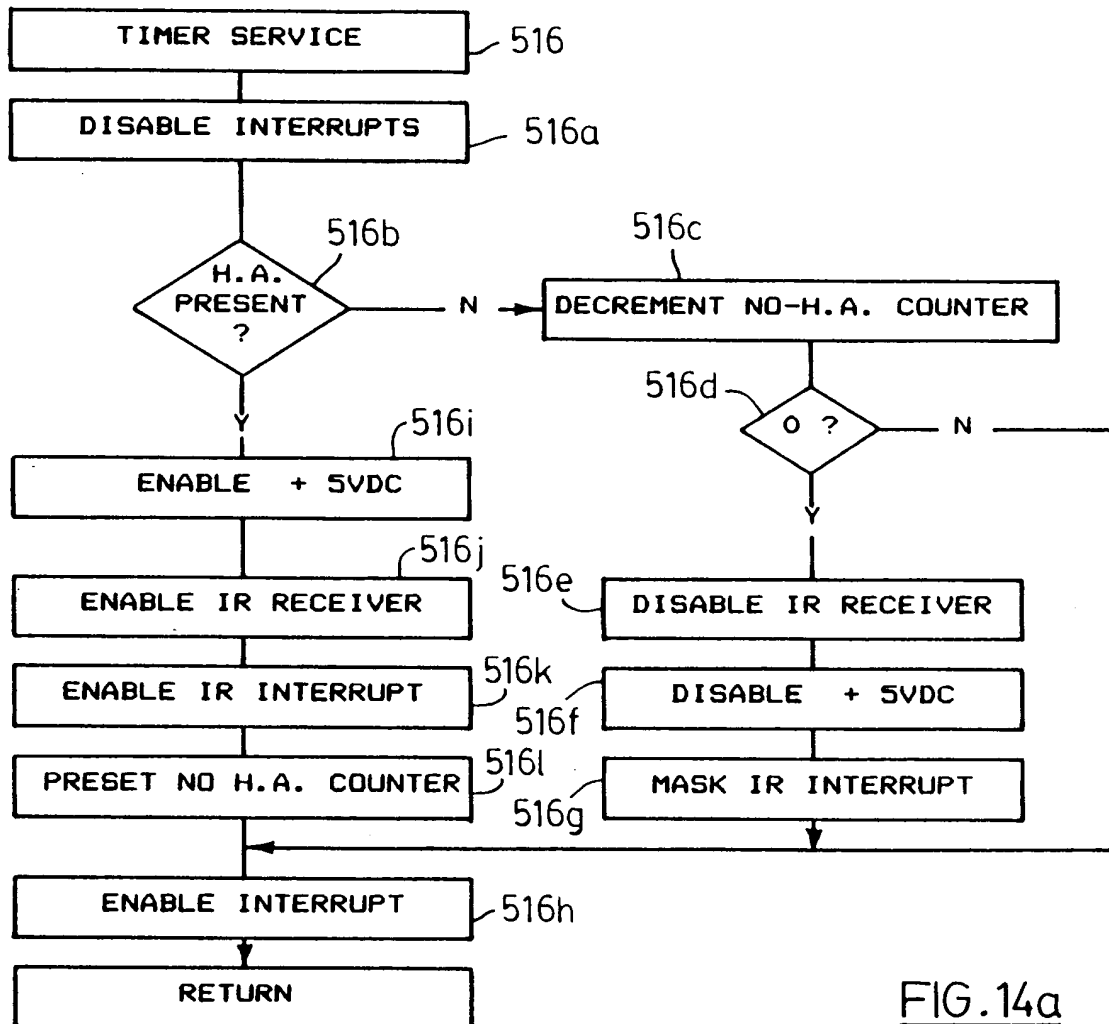 TIMER SERVICE
516
DISABLE INTERRUPTS
516a
516b
H.A.
PRESENT
?
N
516c
DECREMENT NO-H.A. COUNTER
516d
O ?
N
Y
516i
ENABLE + 5VDC
Y
516j
ENABLE IR RECEIVER
516e
DISABLE IR RECEIVER
ENABLE IR INTERRUPT
516k
516f
DISABLE + 5VDC
PRESET NO H.A. COUNTER
516l
516g
MASK IR INTERRUPT
ENABLE INTERRUPT
516h
RETURN
FIG.14a